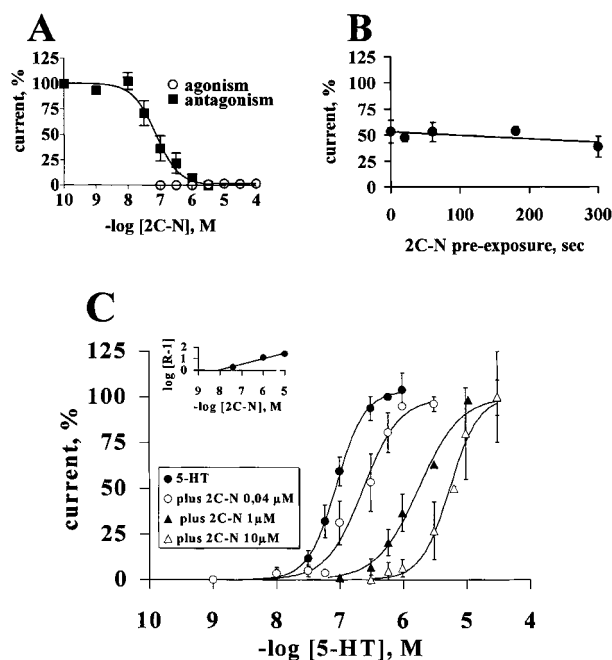 A
125
100
75
50
25
0
current, %
agonism
antagonism
10 9 8 7 6 5 4
-log [2C-N], M
B
125
100
75
50
25
0
current, %
0 100 200 300
2C-N pre-exposure, sec
C
125
100
75
50
25
0
current, %
log [R-1]
2
1
0
9 8 7 6 5
-log [2C-N], M
5-HT
plus 2C-N 0,04 µM
plus 2C-N 1µM
plus 2C-N 10µM
10 9 8 7 6 5 4
-log [5-HT], M